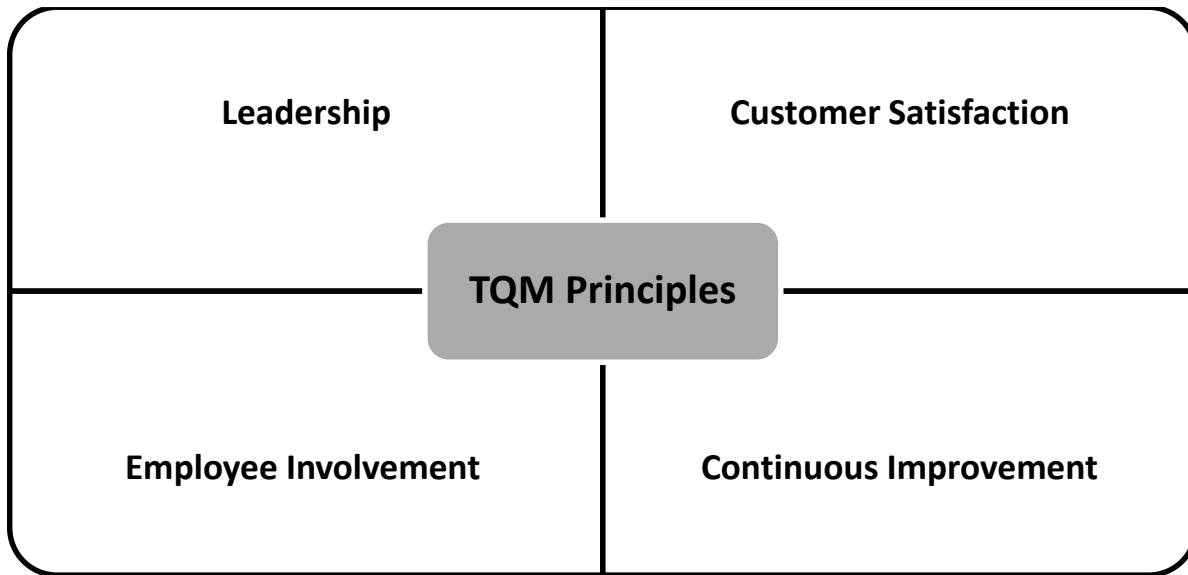 Leadership
Customer Satisfaction
TQM Principles
Employee Involvement
Continuous Improvement